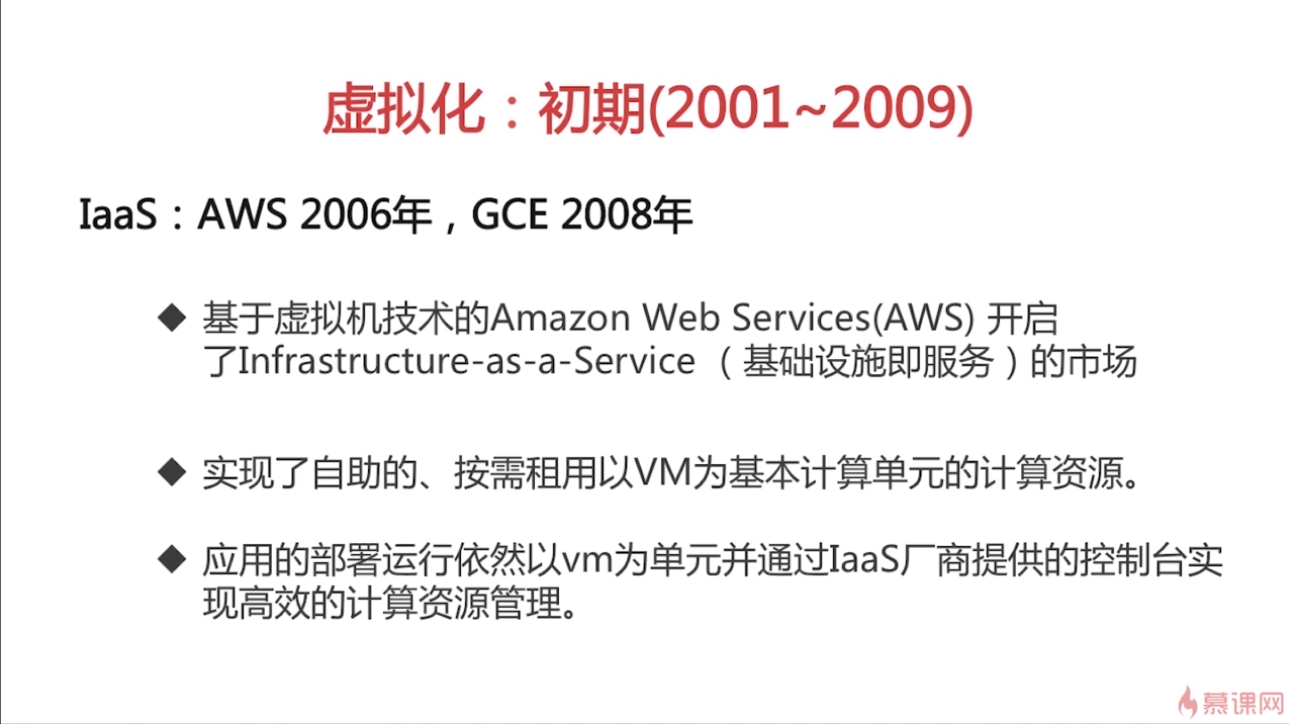 虚拟化：初期(2001~2009)
IaaS：AWS 2006年，GCE 2008年
◆ 基于虚拟机技术的Amazon Web Services(AWS) 开启
了Infrastructure-as-a-Service （基础设施即服务）的市场
◆ 实现了自助的、按需租用以VM为基本计算单元的计算资源。
◆ 应用的部署运行依然以vm为单元并通过IaaS厂商提供的控制台实
现高效的计算资源管理。
慕课网